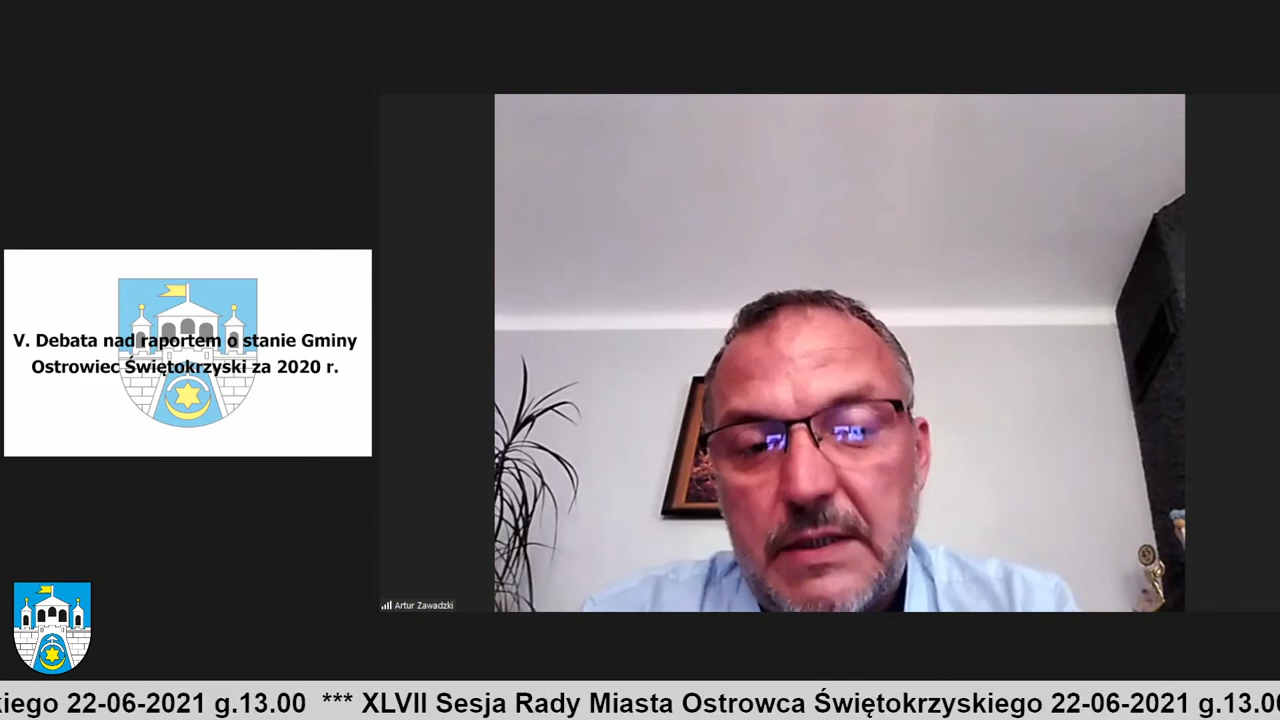 V. Debata nad raportem o stanie Gminy
Ostrowiec Świętokrzyski za 2020 r.
Artur Zawadzki
kiego 22-06-2021 g.13.00 *** XLVII Sesja Rady Miasta Ostrowca Świętokrzyskiego 22-06-2021 g.13.00